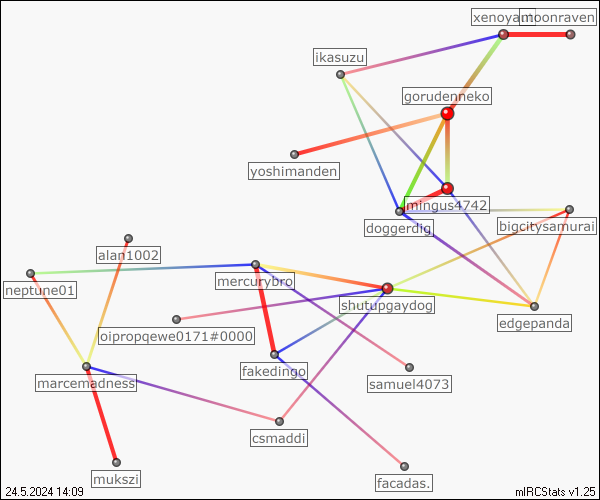 xenoyam
moonraven
ikasuzu
gorudenneko
yoshimanden
mingus4742
doggerdig
bigcitysamurai
alan1002
mercurybro
neptune01
shutupgaydog
edgepanda
oipropqewe0171#0000
fakedingo
samuel4073
marcemadness
csmaddi
mukszi
facadas.
24.5.2024 14:09
mIRCStats v1.25